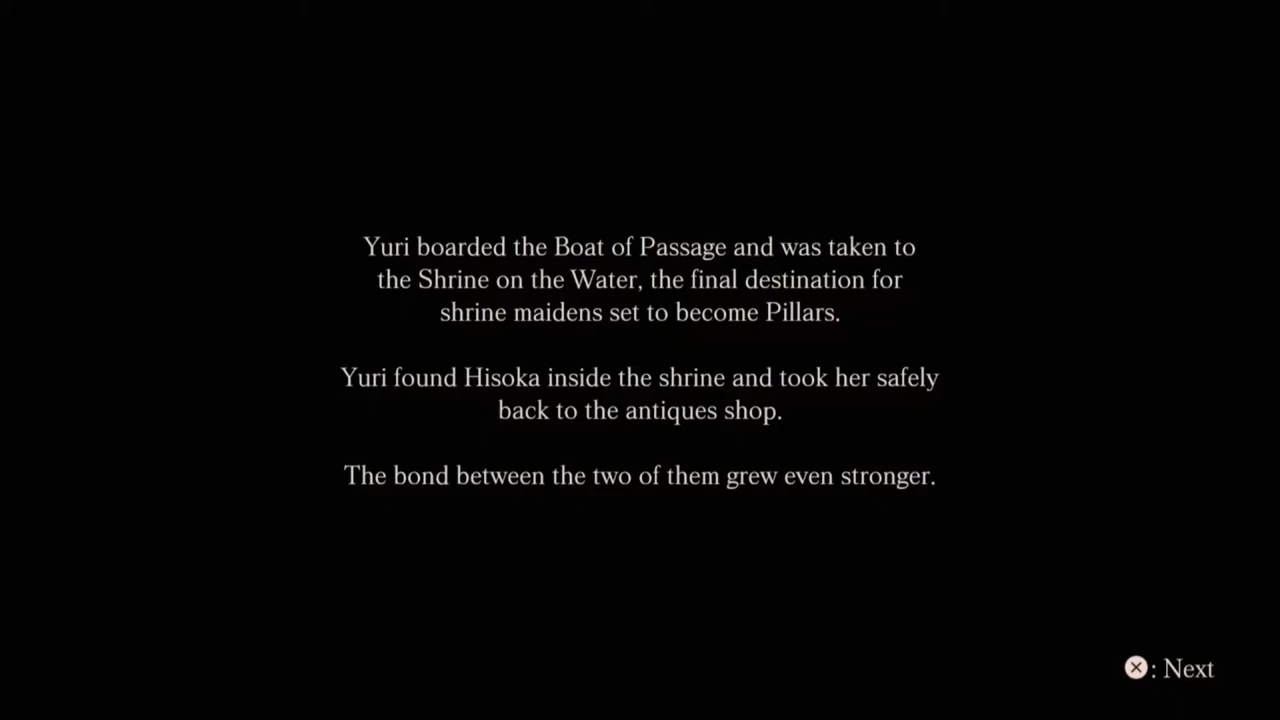 Yuri boarded the Boat of Passage and was taken to
the Shrine on the Water, the final destination for
shrine maidens set to become Pillars.
Yuri found Hisoka inside the shrine and took her safely
back to the antiques shop.
The bond between the two of them grew even stronger.
ⓧ: Next